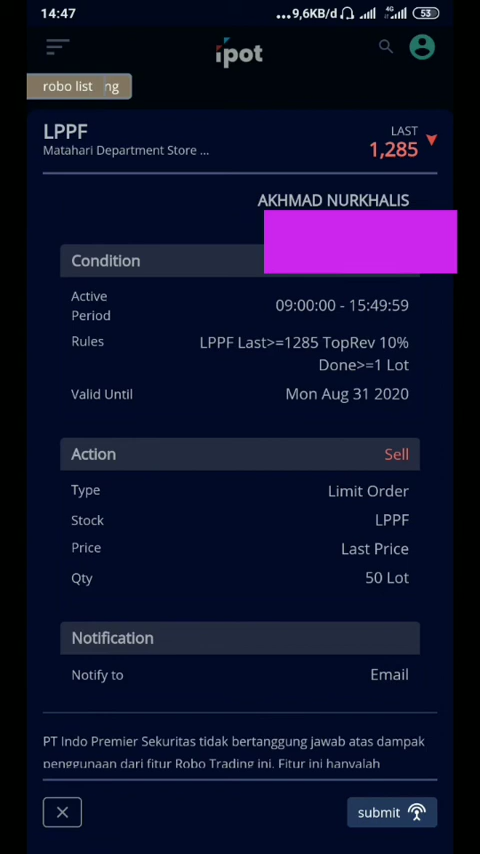 14:47
...9,6KB/d 4G 53
ipot
robo list ng
LPPF
LAST
Matahari Department Store ...
1,285
AKHMAD NURKHALIS
Condition
Active Period
09:00:00 - 15:49:59
Rules
LPPF Last>=1285 TopRev 10%
Done>=1 Lot
Valid Until
Mon Aug 31 2020
Action
Sell
Type
Limit Order
Stock
LPPF
Price
Last Price
Qty
50 Lot
Notification
Notify to
Email
PT Indo Premier Sekuritas tidak bertanggung jawab atas dampak
penggunaan dari fitur Robo Trading ini. Fitur ini hanyalah
submit